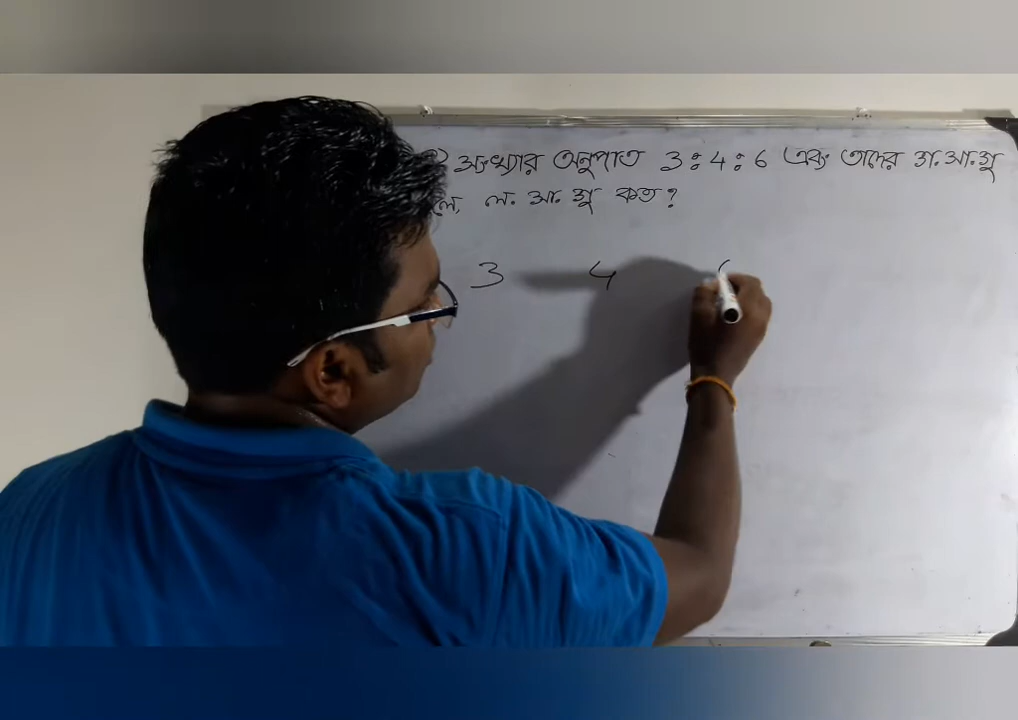 সংখ্যার অনুপাত 3:4:6 এবং তাদের গ.সা.গু
লে, ল. সা. গু কত?
3 4